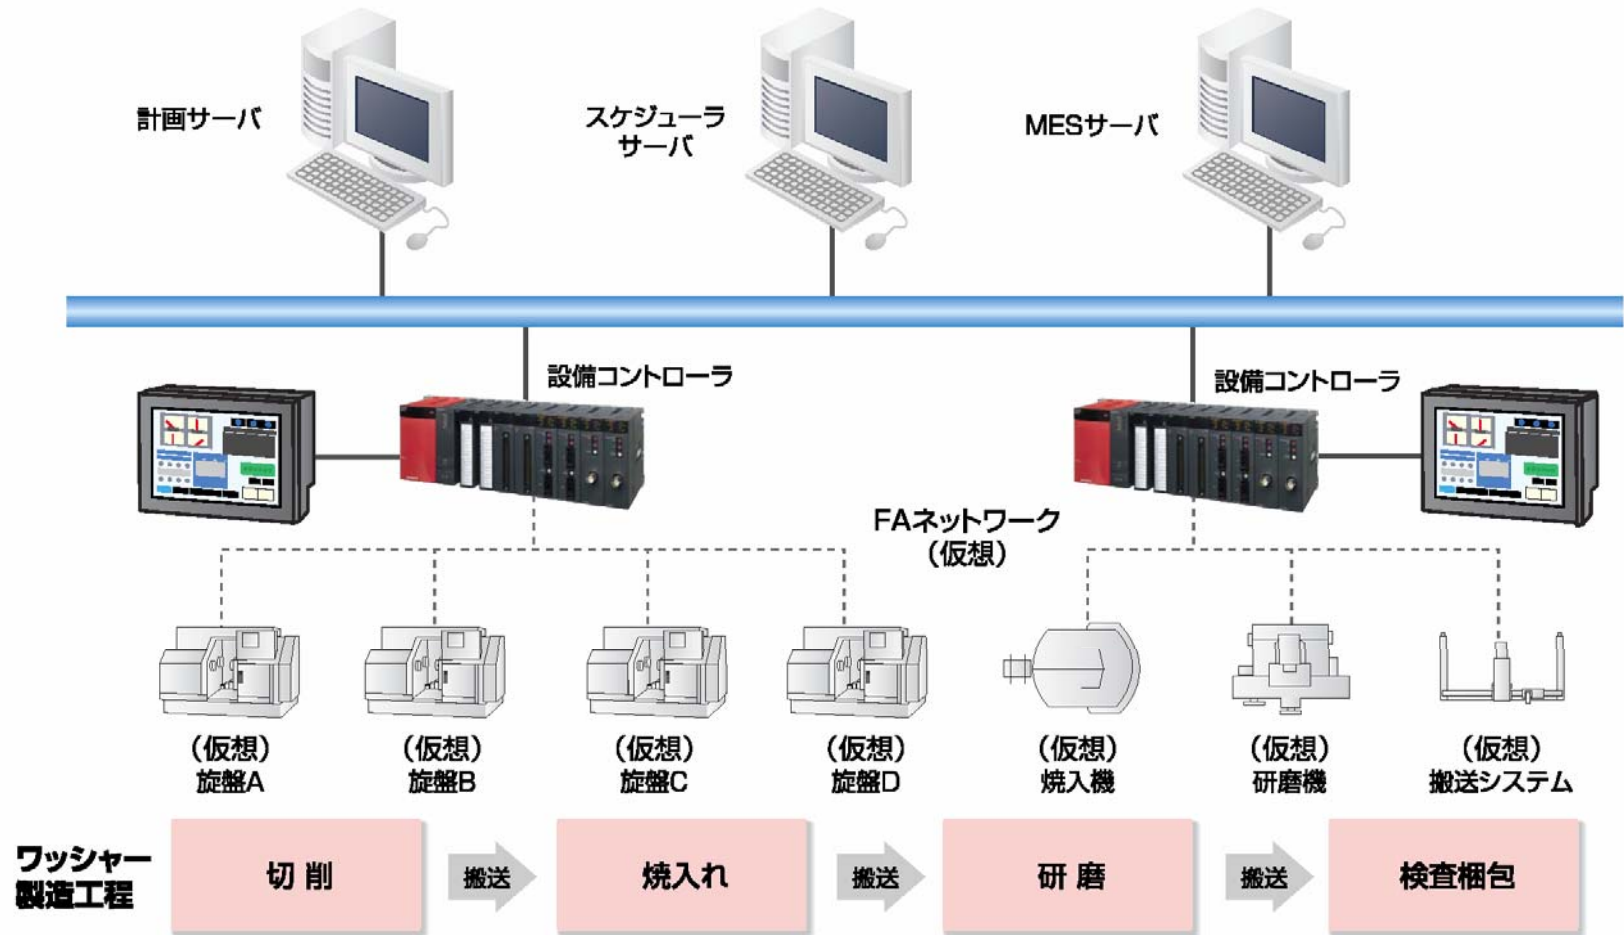 計画サーバ
スケジューラ
サーバ
MESサーバ
設備コントローラ
設備コントローラ
FAネットワーク
（仮想）
（仮想）
旋盤A
（仮想）
旋盤B
（仮想）
旋盤C
（仮想）
旋盤D
（仮想）
焼入機
（仮想）
研磨機
（仮想）
搬送システム
ワッシャー
製造工程
切削
搬送
焼入れ
搬送
研磨
搬送
検査梱包